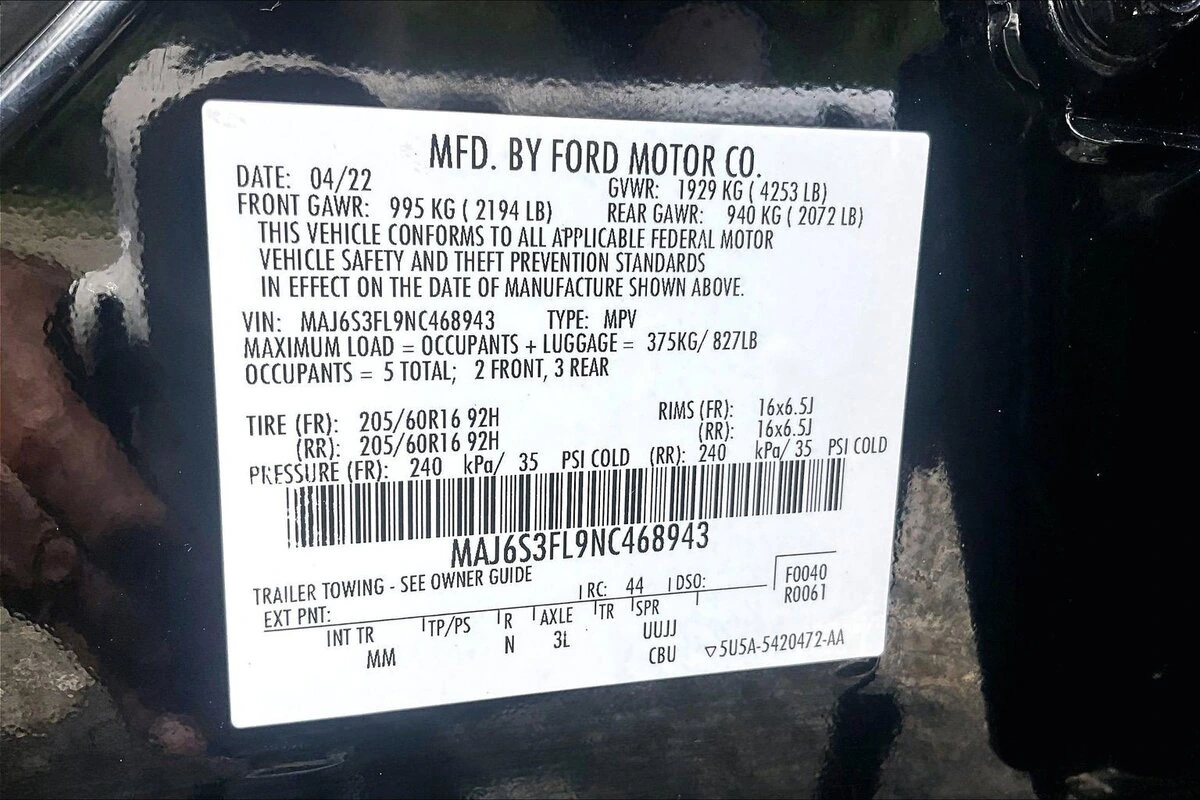 MFD. BY FORD MOTOR CO.
DATE: 04/22 GVWR: 1929 KG ( 4253 LB)
FRONT GAWR: 995 KG ( 2194 LB) REAR GAWR: 940 KG ( 2072 LB)
THIS VEHICLE CONFORMS TO ALL APPLICABLE FEDERAL MOTOR
VEHICLE SAFETY AND THEFT PREVENTION STANDARDS
IN EFFECT ON THE DATE OF MANUFACTURE SHOWN ABOVE.
VIN: MAJ6S3FL9NC468943 TYPE: MPV
MAXIMUM LOAD = OCCUPANTS + LUGGAGE = 375KG/ 827LB
OCCUPANTS = 5 TOTAL; 2 FRONT, 3 REAR
TIRE (FR): 205/60R16 92H RIMS (FR): 16x6.5J
(RR): 205/60R16 92H (RR): 16x6.5J
PRESSURE (FR): 240 kPa/ 35 PSI COLD (RR): 240 kPa/ 35 PSI COLD
MAJ6S3FL9NC468943
TRAILER TOWING - SEE OWNER GUIDE
EXT PNT: RC: 44 DSO: F0040
R0061
INT TR TP/PS R AXLE TR SPR
MM N 3L UUJJ
CBU ▽5U5A-5420472-AA